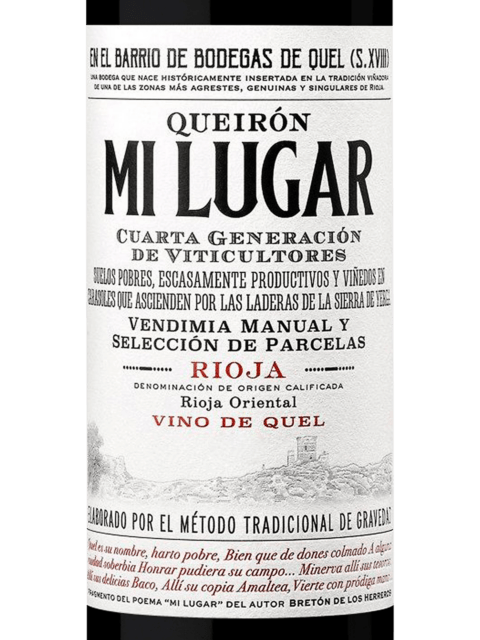 EN EL BARRIO DE BODEGAS DE QUEL (S.XVIII)
UNA BODEGA QUE NACE HISTÓRICAMENTE INSERTADA EN LA TRADICIÓN VIÑADORA
DE UNA DE LAS ZONAS MÁS AGRESTES, GENUINAS Y SINGULARES DE RIOJA.
QUEIRÓN
MI LUGAR
CUARTA GENERACIÓN
DE VITICULTORES
SUELOS POBRES, ESCASAMENTE PRODUCTIVOS Y VIÑEDOS EN
CARASOLES QUE ASCIENDEN POR LAS LADERAS DE LA SIERRA DE YERGA
VENDIMIA MANUAL Y
SELECCIÓN DE PARCELAS
RIOJA
DENOMINACIÓN DE ORIGEN CALIFICADA
Rioja Oriental
VINO DE QUEL
ELABORADO POR EL MÉTODO TRADICIONAL DE GRAVEDAD
Quel es su nombre, harto pobre, Bien que de dones colmado A
soberbia Honrar pudiera su campo... Minerva allí sus
Allí sus delicias Baco, Allí su copia Amaltea, Vierte con pródiga
FRAGMENTO DEL POEMA "MI LUGAR" DEL AUTOR BRETÓN DE LOS HERREROS